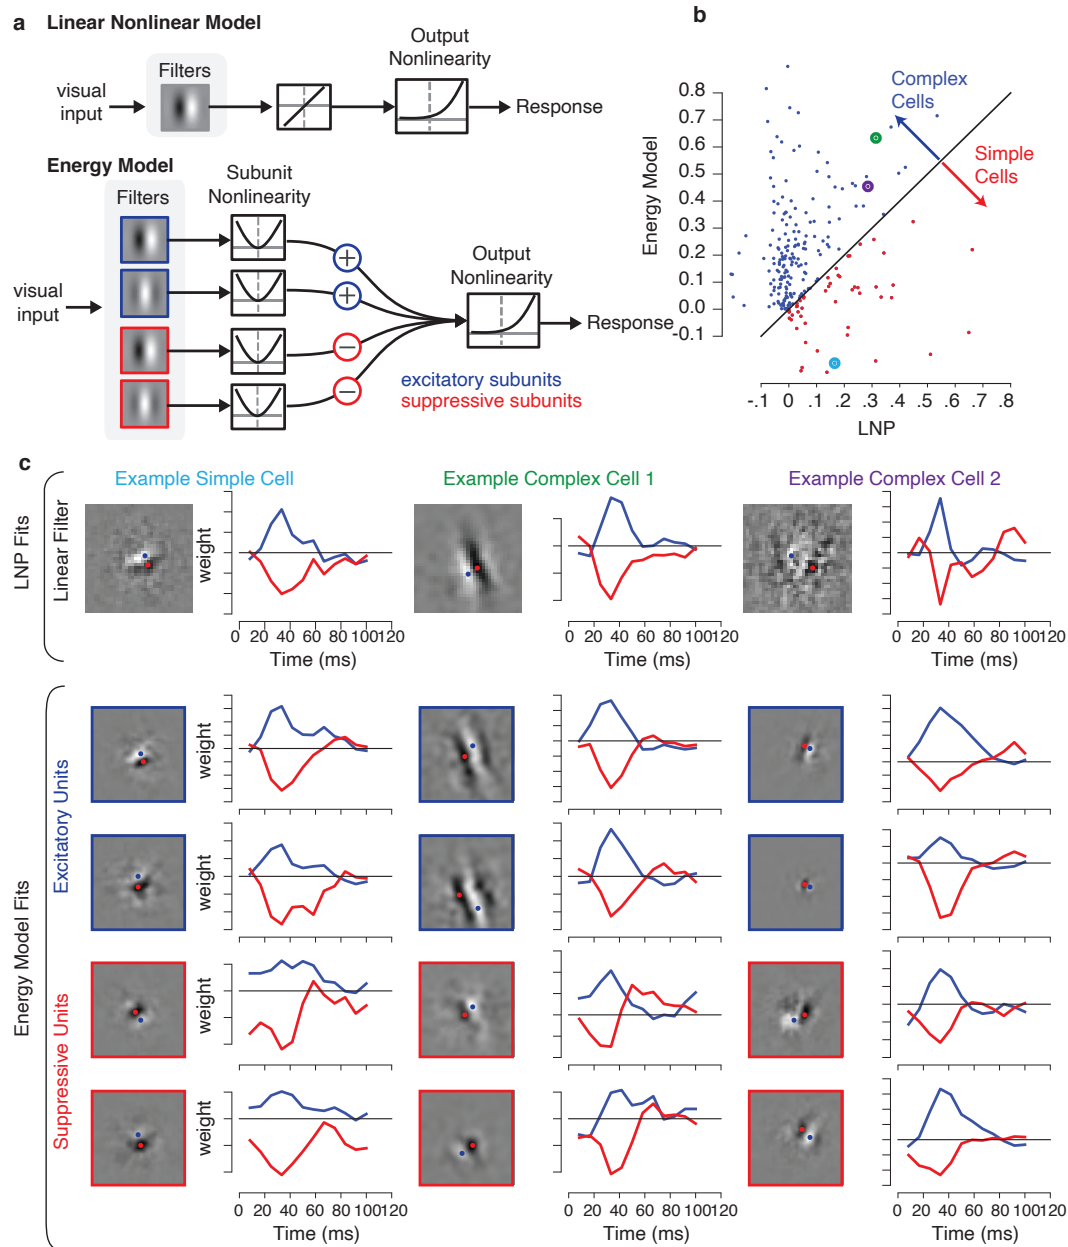 a
Linear Nonlinear Model
Output
Nonlinearity
Filters
visual
input
Response
Energy Model
Subunit
Nonlinearity
Filters
Output
Nonlinearity
visual
input
Response
+
+
−
−
excitatory subunits
suppressive subunits
b
Complex
Cells
Simple
Cells
Energy Model
0.8
0.7
0.6
0.5
0.4
0.3
0.2
0.1
0.0
-0.1
-.1 0 .1 .2 .3 .4 .5 .6 .7 .8
LNP
c
Example Simple Cell
Example Complex Cell 1
Example Complex Cell 2
LNP Fits
Linear Filter
weight
0 20 40 60 80 100 120
Time (ms)
0 20 40 60 80 100 120
Time (ms)
0 20 40 60 80 100 120
Time (ms)
Energy Model Fits
Excitatory Units
weight
weight
Suppressive Units
weight
weight
0 20 40 60 80 100 120
Time (ms)
0 20 40 60 80 100 120
Time (ms)
0 20 40 60 80 100 120
Time (ms)